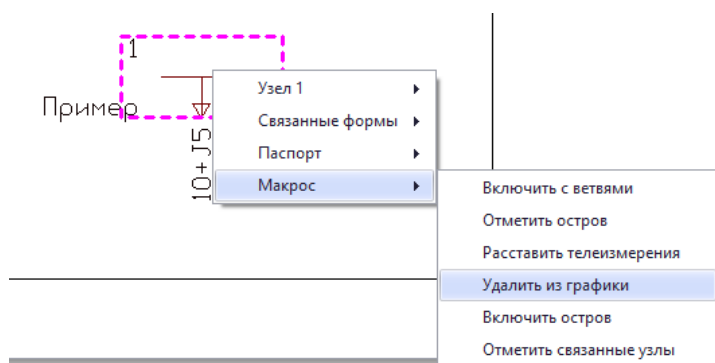 1
Пример
10+J5
Узел 1
Связанные формы
Паспорт
Макрос
Включить с ветвями
Отметить остров
Расставить телеизмерения
Удалить из графики
Включить остров
Отметить связанные узлы